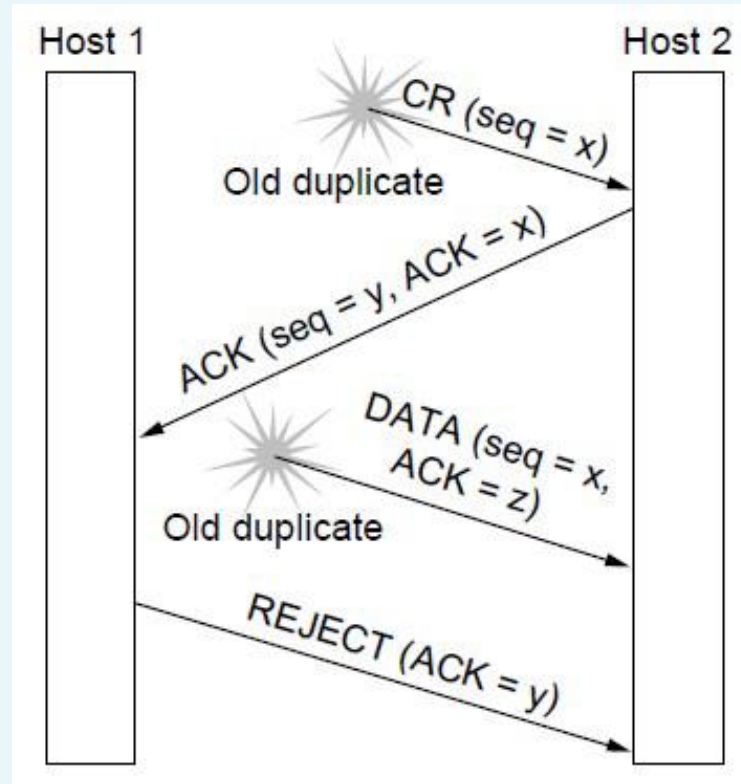 Host 1
Host 2
CR (seq = x)
Old duplicate
ACK (seq = y, ACK = x)
DATA (seq = x,
ACK = z)
Old duplicate
REJECT (ACK = y)